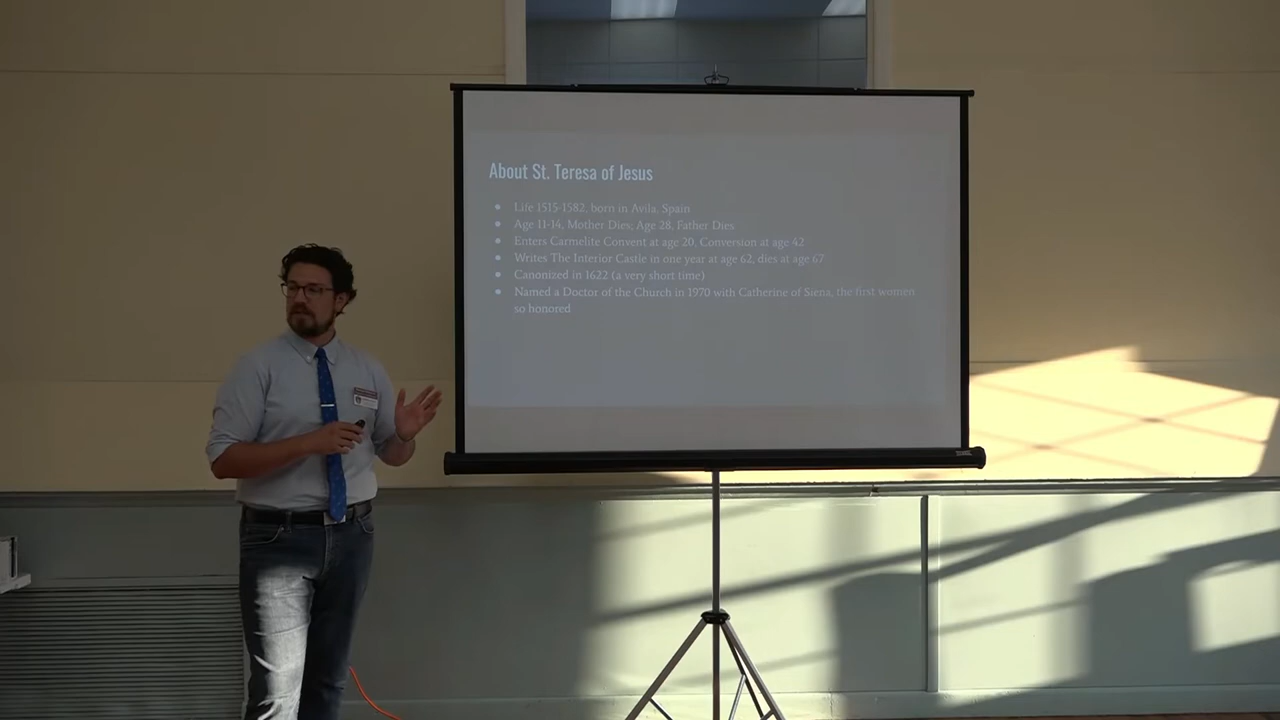 About St. Teresa of Jesus
Life 1515-1582, born in Avila, Spain
Age 11-14, Mother Dies; Age 28, Father Dies
Enters Carmelite Convent at age 20, Conversion at age 42
Writes The Interior Castle in one year at age 62, dies at age 67
Canonized in 1622 (a very short time)
Named a Doctor of the Church in 1970 with Catherine of Siena, the first women
so honored